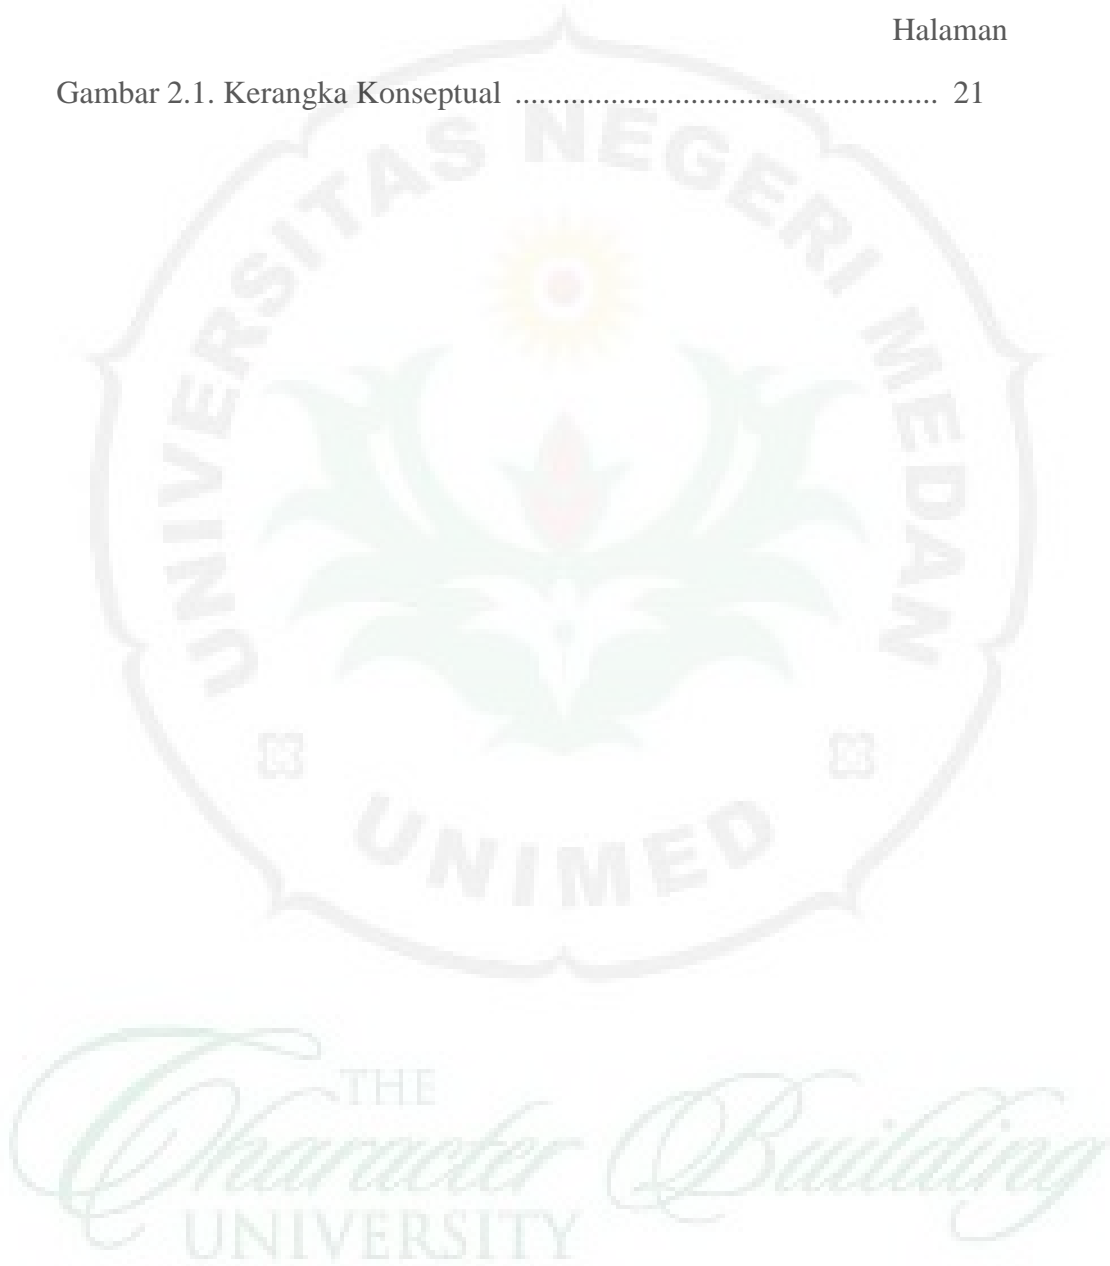 Halaman
Gambar 2.1. Kerangka Konseptual ..................................................... 21
UNIVERSITAS NEGERI MEDAN
UNIMED
THE
Character Building
UNIVERSITY